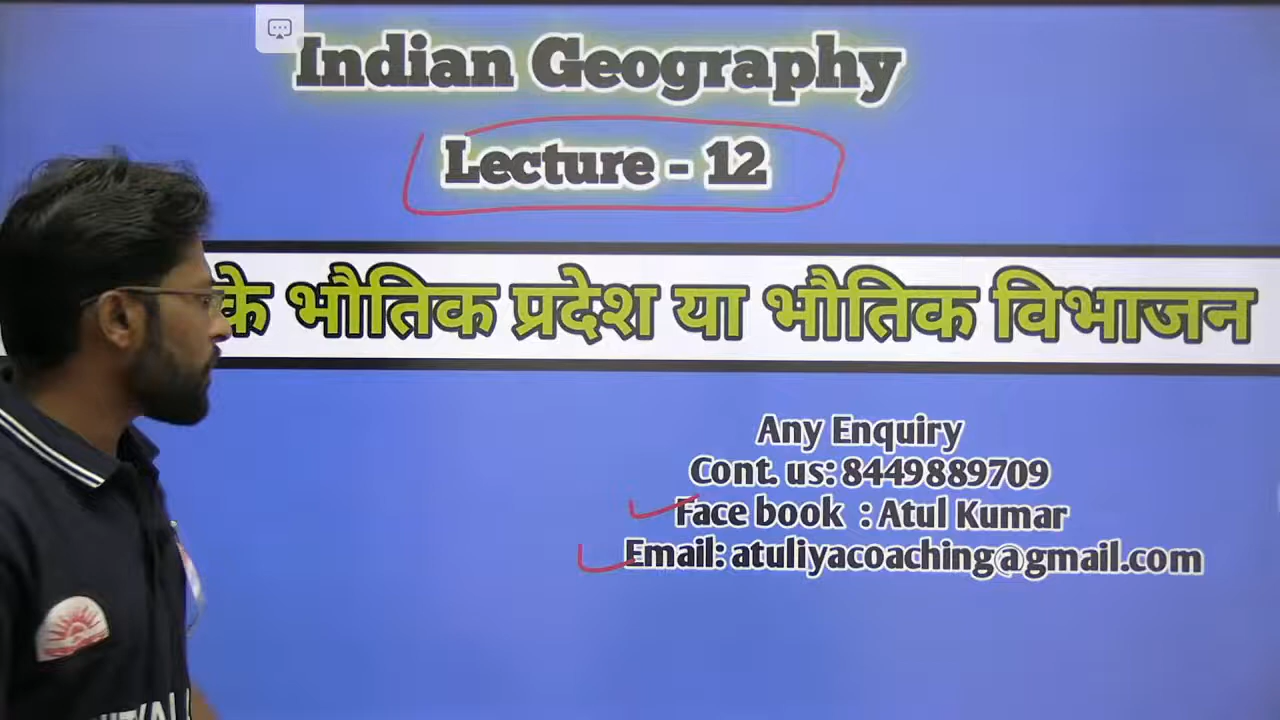 Indian Geography
Lecture - 12
के भौतिक प्रदेश या भौतिक विभाजन
Any Enquiry
Cont. us: 8449889709
Face book : Atul Kumar
Email: atuliyacoaching@gmail.com